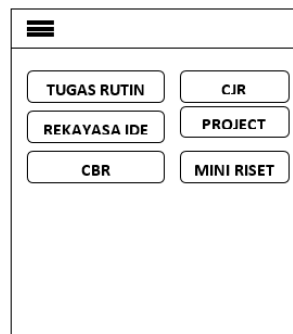 TUGAS RUTIN
CJR
REKAYASA IDE
PROJECT
CBR
MINI RISET